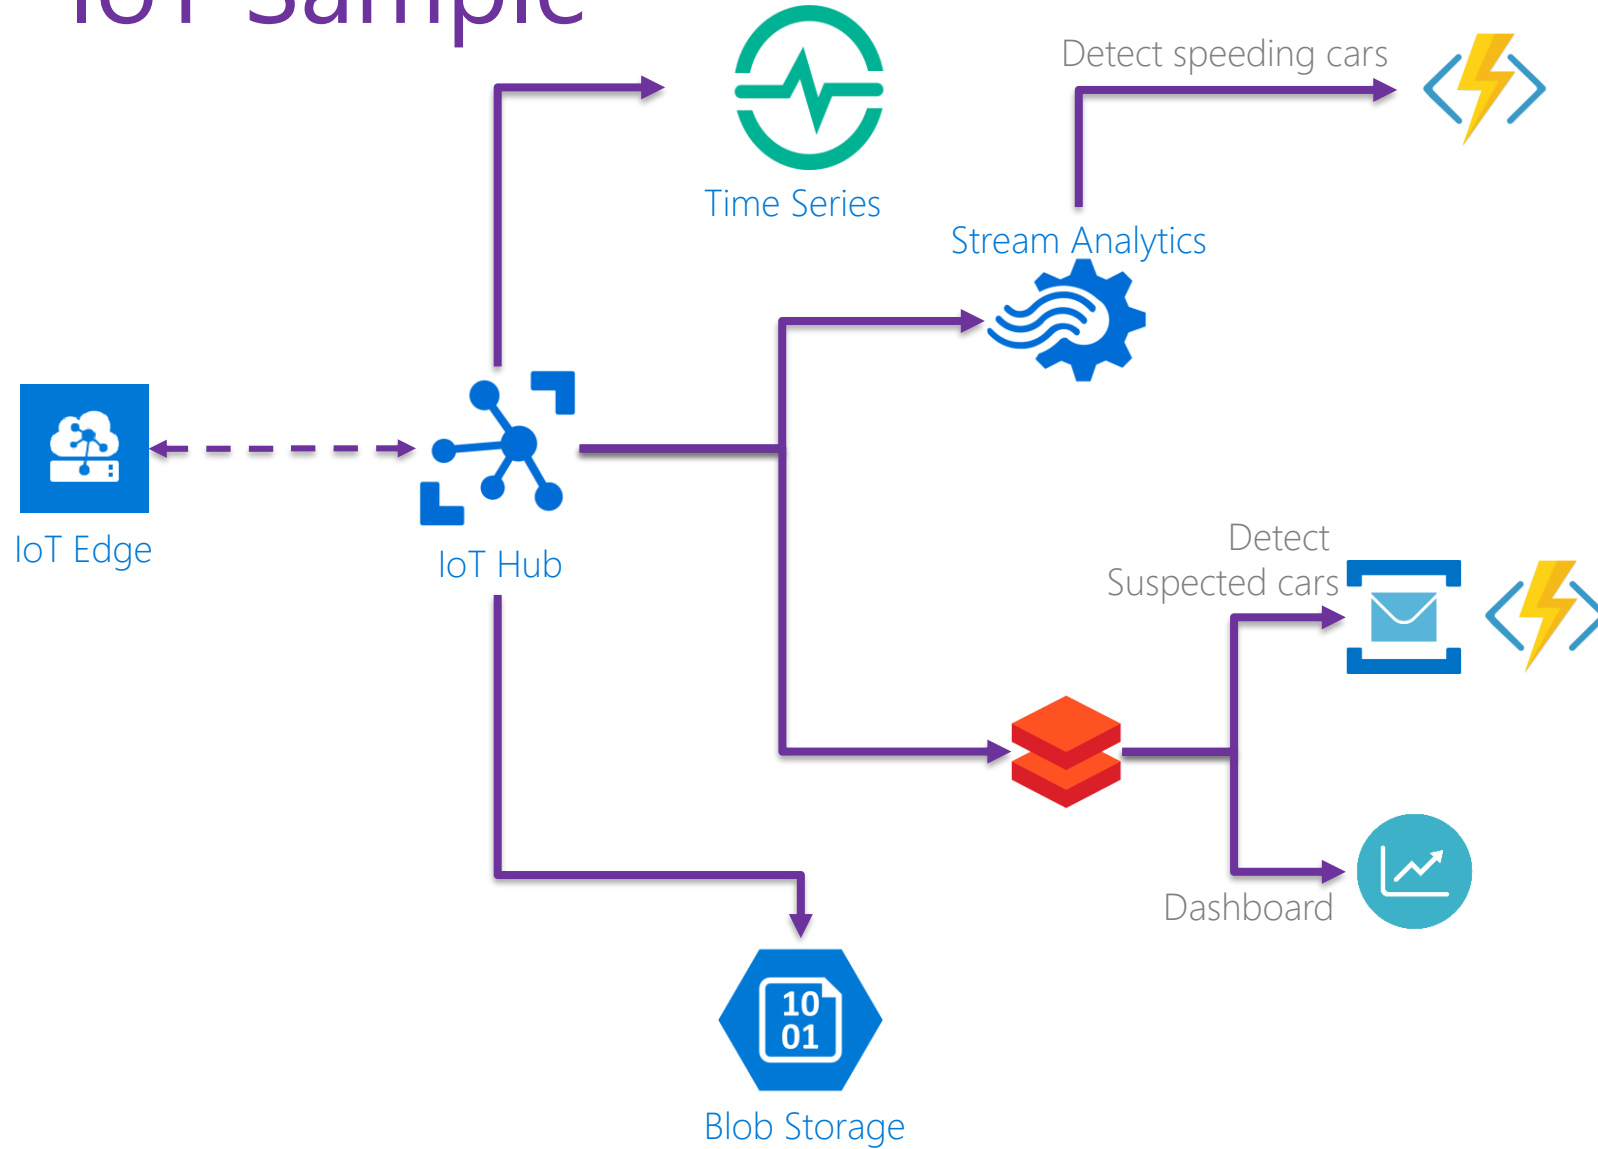 IoT Sample
Detect speeding cars
Time Series
Stream Analytics
IoT Edge
IoT Hub
Detect
Suspected cars
Dashboard
10
01
Blob Storage